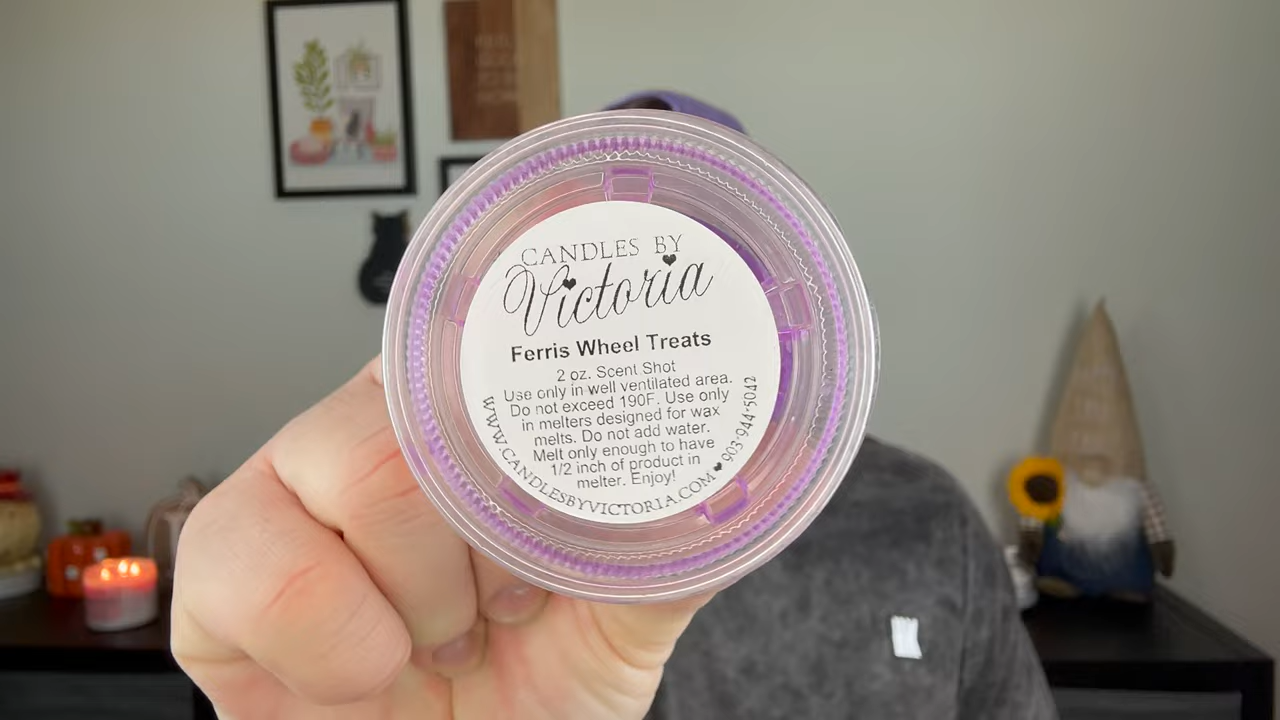 CANDLES BY
Victoria
Ferris Wheel Treats
2 oz. Scent Shot
Use only in well ventilated area.
Do not exceed 190F. Use only
in melters designed for wax
melts. Do not add water.
Melt only enough to have
1/2 inch of product in
melter. Enjoy!
WWW.CANDLESBYVICTORIA.COM ♥ 903-944-5042